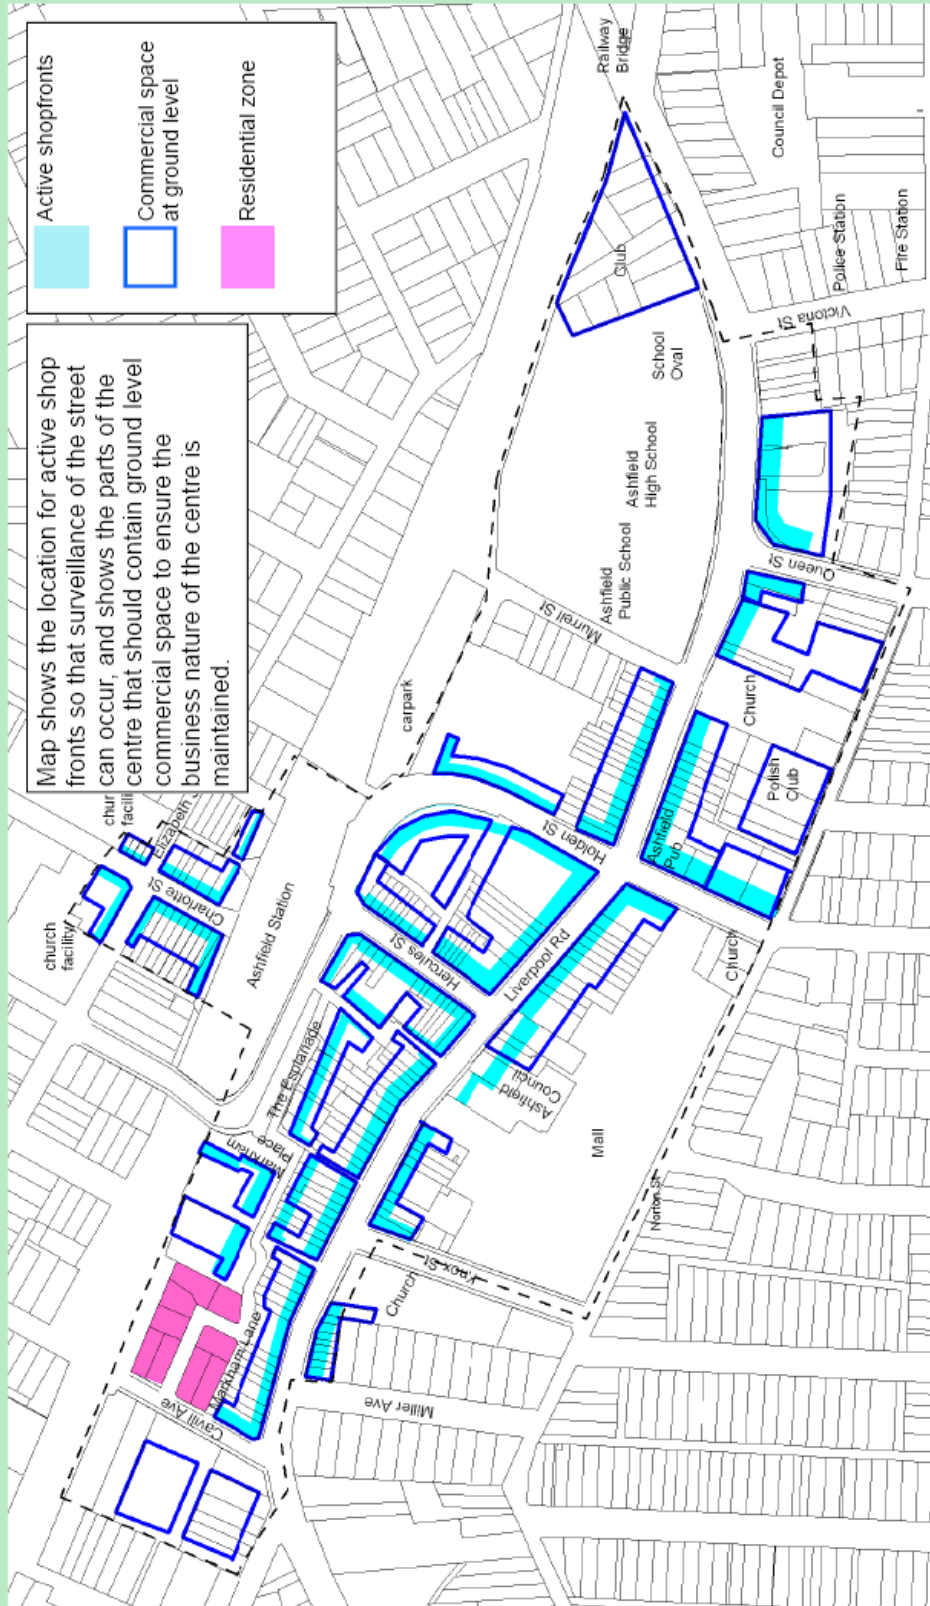 Map shows the location for active shop
fronts so that surveillance of the street
can occur, and shows the parts of the
centre that should contain ground level
commercial space to ensure the
business nature of the centre is
maintained.
Active shopfronts
Commercial space
at ground level
Residential zone
church
facility
Charlotte St
Elizabeth
Ashfield Station
carpark
Railway
Bridge
Council Depot
Police Station
Fire Station
Victoria St
Club
School
Oval
Ashfield
High School
Ashfield
Public School
Murrell St
Queen St
Church
Polish
Club
Ashfield
Pub
Holden St
Hercules St
Liverpool Rd
Church
The Esplanade
Ashfield
Council
Mall
Markham
Place
Norton St
Knox St
Church
Markham Lane
Cavill Ave
Miller Ave